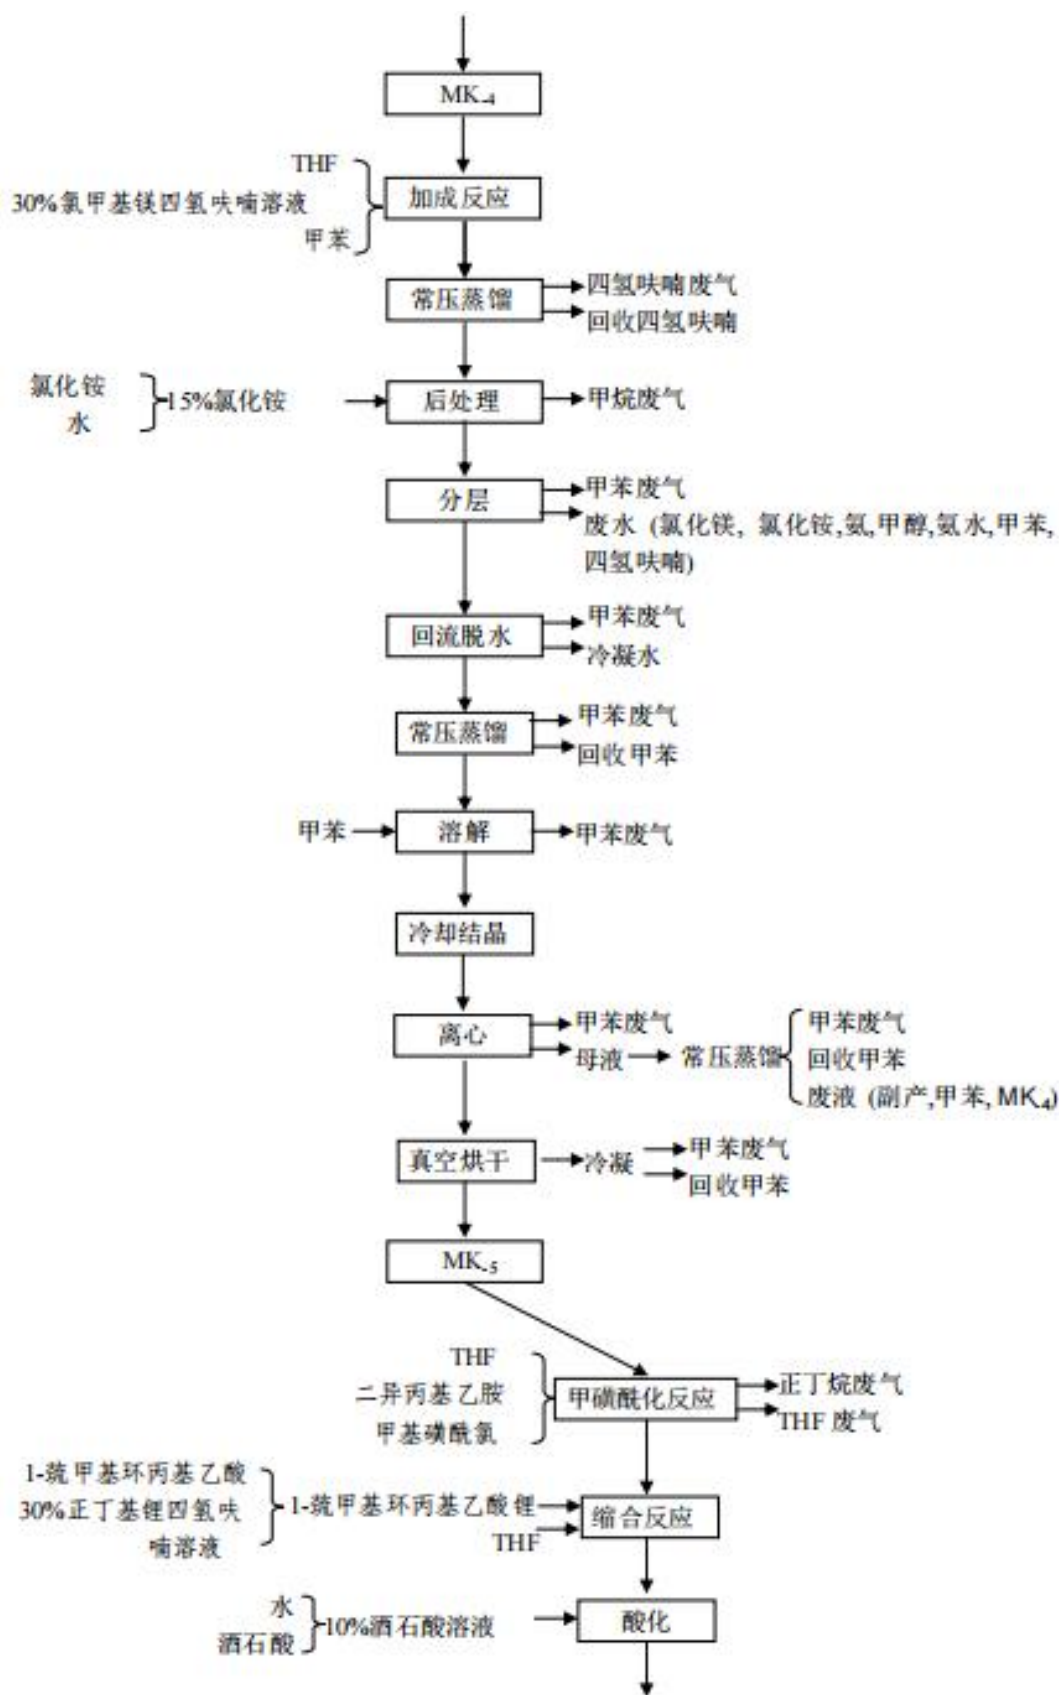 MK-4
THF
30%氯甲基镁四氢呋喃溶液
甲苯
加成反应
常压蒸馏
四氢呋喃废气
回收四氢呋喃
氯化铵
水
15%氯化铵
后处理
甲烷废气
分层
甲苯废气
废水 (氯化镁, 氯化铵,氨,甲醇,氨水,甲苯,
四氢呋喃)
回流脱水
甲苯废气
冷凝水
常压蒸馏
甲苯废气
回收甲苯
甲苯
溶解
甲苯废气
冷却结晶
离心
甲苯废气
母液
常压蒸馏
甲苯废气
回收甲苯
废液 (副产,甲苯, MK-4)
真空烘干
冷凝
甲苯废气
回收甲苯
MK-5
THF
二异丙基乙胺
甲基磺酰氯
甲磺酰化反应
正丁烷废气
THF 废气
1-巯甲基环丙基乙酸
30%正丁基锂四氢呋
喃溶液
1-巯甲基环丙基乙酸锂
THF
缩合反应
水
酒石酸
10%酒石酸溶液
酸化